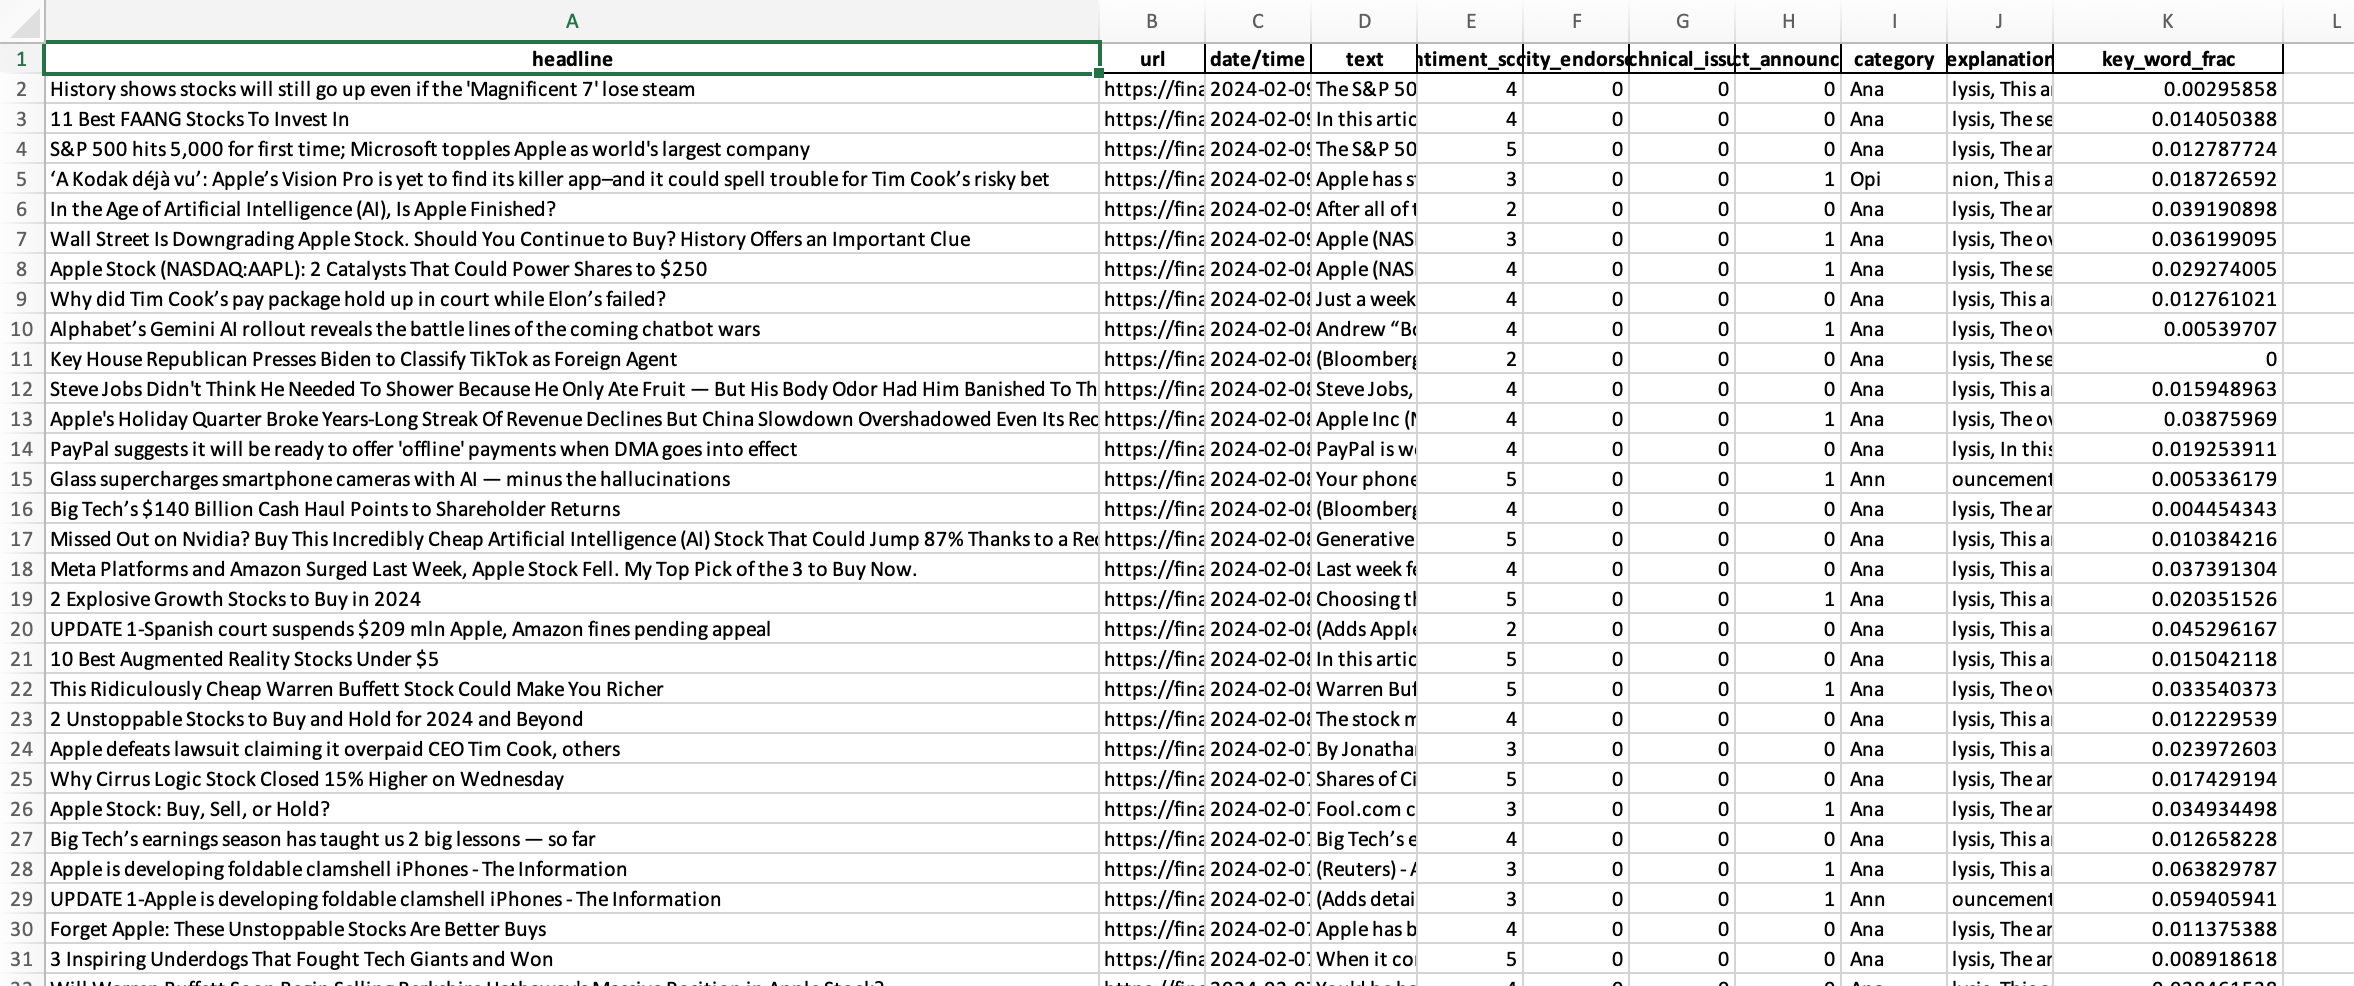 A B C D E F G H I J K L
1 headline url date/time text ntiment_sco ity_endorse chnical_issu ct_announc category explanation key_word_frac
2 History shows stocks will still go up even if the 'Magnificent 7' lose steam https://fina 2024-02-09 The S&P 50 4 0 0 0 Ana lysis, This a 0.00295858
3 11 Best FAANG Stocks To Invest In https://fina 2024-02-09 In this artic 4 0 0 0 Ana lysis, The se 0.014050388
4 S&P 500 hits 5,000 for first time; Microsoft topples Apple as world's largest company https://fina 2024-02-09 The S&P 50 5 0 0 0 Ana lysis, The ar 0.012787724
5 ‘A Kodak déjà vu’: Apple’s Vision Pro is yet to find its killer app–and it could spell trouble for Tim Cook’s risky bet https://fina 2024-02-09 Apple has s 3 0 0 1 Opi nion, This a 0.018726592
6 In the Age of Artificial Intelligence (AI), Is Apple Finished? https://fina 2024-02-09 After all of t 2 0 0 0 Ana lysis, The ar 0.039190898
7 Wall Street Is Downgrading Apple Stock. Should You Continue to Buy? History Offers an Important Clue https://fina 2024-02-09 Apple (NAS 3 0 0 1 Ana lysis, The ov 0.036199095
8 Apple Stock (NASDAQ:AAPL): 2 Catalysts That Could Power Shares to $250 https://fina 2024-02-08 Apple (NAS 4 0 0 1 Ana lysis, The se 0.029274005
9 Why did Tim Cook’s pay package hold up in court while Elon’s failed? https://fina 2024-02-08 Just a week 4 0 0 0 Ana lysis, This a 0.012761021
10 Alphabet’s Gemini AI rollout reveals the battle lines of the coming chatbot wars https://fina 2024-02-08 Andrew “Bo 4 0 0 1 Ana lysis, The ov 0.00539707
11 Key House Republican Presses Biden to Classify TikTok as Foreign Agent https://fina 2024-02-08 (Bloomberg 2 0 0 0 Ana lysis, The se 0
12 Steve Jobs Didn't Think He Needed To Shower Because He Only Ate Fruit — But His Body Odor Had Him Banished To Th https://fina 2024-02-08 Steve Jobs, 4 0 0 0 Ana lysis, This a 0.015948963
13 Apple's Holiday Quarter Broke Years-Long Streak Of Revenue Declines But China Slowdown Overshadowed Even Its Rec https://fina 2024-02-08 Apple Inc (N 4 0 0 1 Ana lysis, The ov 0.03875969
14 PayPal suggests it will be ready to offer 'offline' payments when DMA goes into effect https://fina 2024-02-08 PayPal is w 4 0 0 0 Ana lysis, In this 0.019253911
15 Glass supercharges smartphone cameras with AI — minus the hallucinations https://fina 2024-02-08 Your phone 5 0 0 1 Ann ouncement 0.005336179
16 Big Tech’s $140 Billion Cash Haul Points to Shareholder Returns https://fina 2024-02-08 (Bloomberg 4 0 0 0 Ana lysis, The ar 0.004454343
17 Missed Out on Nvidia? Buy This Incredibly Cheap Artificial Intelligence (AI) Stock That Could Jump 87% Thanks to a Rec https://fina 2024-02-08 Generative 5 0 0 0 Ana lysis, This a 0.010384216
18 Meta Platforms and Amazon Surged Last Week, Apple Stock Fell. My Top Pick of the 3 to Buy Now. https://fina 2024-02-08 Last week fe 4 0 0 0 Ana lysis, This a 0.037391304
19 2 Explosive Growth Stocks to Buy in 2024 https://fina 2024-02-08 Choosing th 5 0 0 1 Ana lysis, This a 0.020351526
20 UPDATE 1-Spanish court suspends $209 mln Apple, Amazon fines pending appeal https://fina 2024-02-08 (Adds Apple 2 0 0 0 Ana lysis, This a 0.045296167
21 10 Best Augmented Reality Stocks Under $5 https://fina 2024-02-08 In this artic 5 0 0 0 Ana lysis, This a 0.015042118
22 This Ridiculously Cheap Warren Buffett Stock Could Make You Richer https://fina 2024-02-08 Warren Buf 5 0 0 1 Ana lysis, The ov 0.033540373
23 2 Unstoppable Stocks to Buy and Hold for 2024 and Beyond https://fina 2024-02-08 The stock m 4 0 0 0 Ana lysis, This a 0.012229539
24 Apple defeats lawsuit claiming it overpaid CEO Tim Cook, others https://fina 2024-02-07 By Jonatha 3 0 0 0 Ana lysis, This a 0.023972603
25 Why Cirrus Logic Stock Closed 15% Higher on Wednesday https://fina 2024-02-07 Shares of Ci 5 0 0 0 Ana lysis, The ar 0.017429194
26 Apple Stock: Buy, Sell, or Hold? https://fina 2024-02-07 Fool.com c 3 0 0 1 Ana lysis, The ar 0.034934498
27 Big Tech’s earnings season has taught us 2 big lessons — so far https://fina 2024-02-07 Big Tech’s e 4 0 0 0 Ana lysis, This a 0.012658228
28 Apple is developing foldable clamshell iPhones - The Information https://fina 2024-02-07 (Reuters) - A 3 0 0 1 Ana lysis, This a 0.063829787
29 UPDATE 1-Apple is developing foldable clamshell iPhones - The Information https://fina 2024-02-07 (Adds detai 3 0 0 1 Ann ouncement 0.059405941
30 Forget Apple: These Unstoppable Stocks Are Better Buys https://fina 2024-02-07 Apple has b 4 0 0 0 Ana lysis, The ar 0.011375388
31 3 Inspiring Underdogs That Fought Tech Giants and Won https://fina 2024-02-07 When it co 5 0 0 0 Ana lysis, The ar 0.008918618